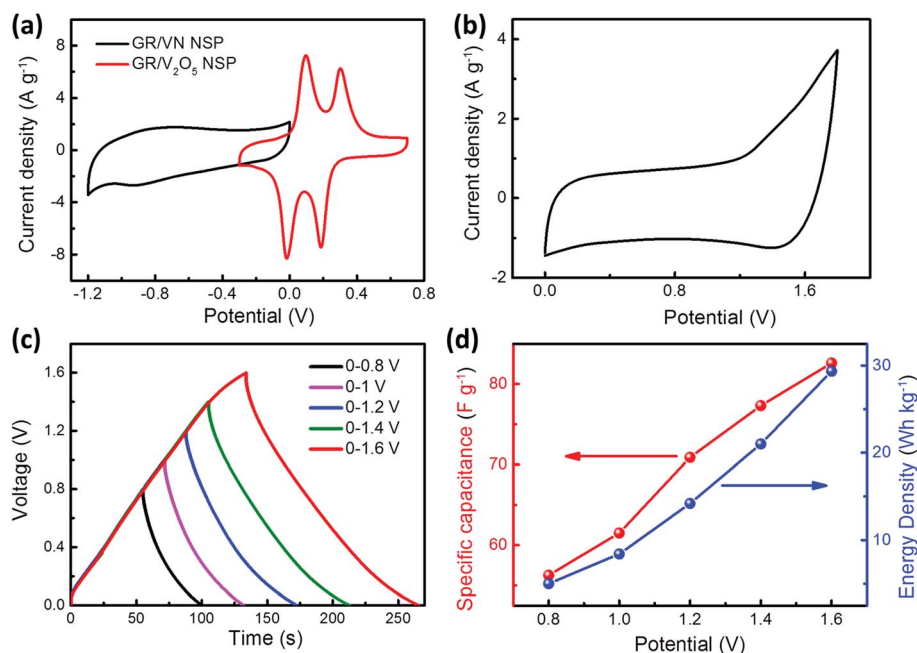 (a)
GR/VN NSP
GR/V₂O₅ NSP
Current density (A g⁻¹)
8
4
0
-4
-8
-1.2 -0.8 -0.4 0.0 0.4 0.8
Potential (V)
(b)
Current density (A g⁻¹)
4
2
0
-2
0.0 0.8 1.6
Potential (V)
(c)
0-0.8 V
0-1 V
0-1.2 V
0-1.4 V
0-1.6 V
Voltage (V)
1.6
1.2
0.8
0.4
0.0
0 50 100 150 200 250
Time (s)
(d)
Specific capacitance (F g⁻¹)
80
70
60
Energy Density (Wh kg⁻¹)
30
20
10
0.8 1.0 1.2 1.4 1.6
Potential (V)